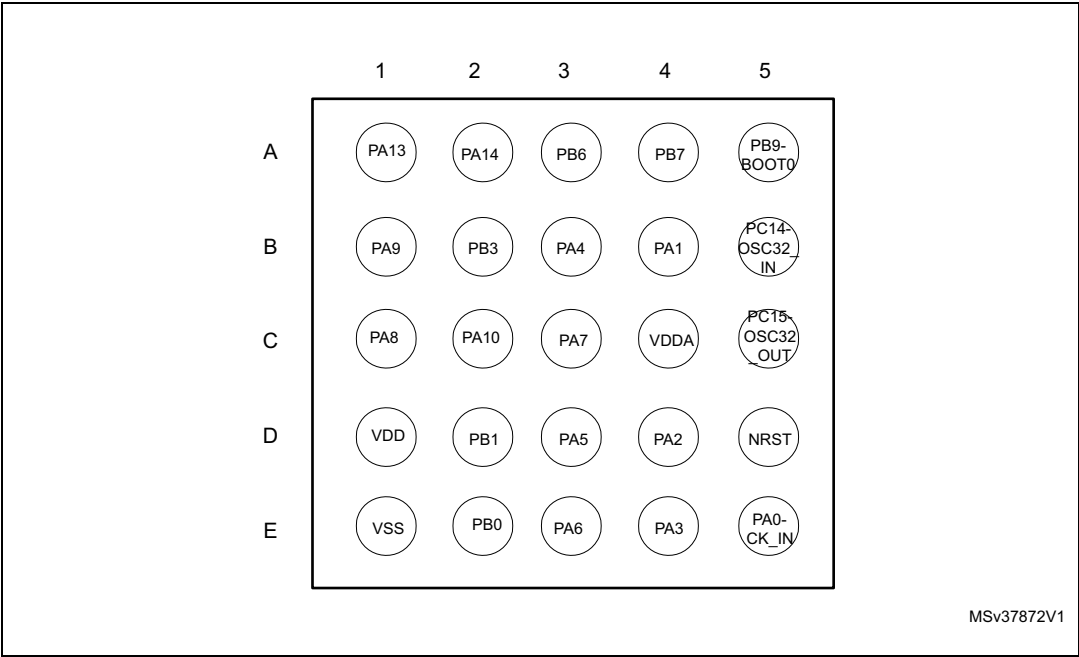 1 2 3 4 5
A PA13 PA14 PB6 PB7 PB9-
BOOT0
B PA9 PB3 PA4 PA1 PC14-
OSC32_
IN
C PA8 PA10 PA7 VDDA PC15-
OSC32
_OUT
D VDD PB1 PA5 PA2 NRST
E VSS PB0 PA6 PA3 PA0-
CK_IN
MSv37872V1